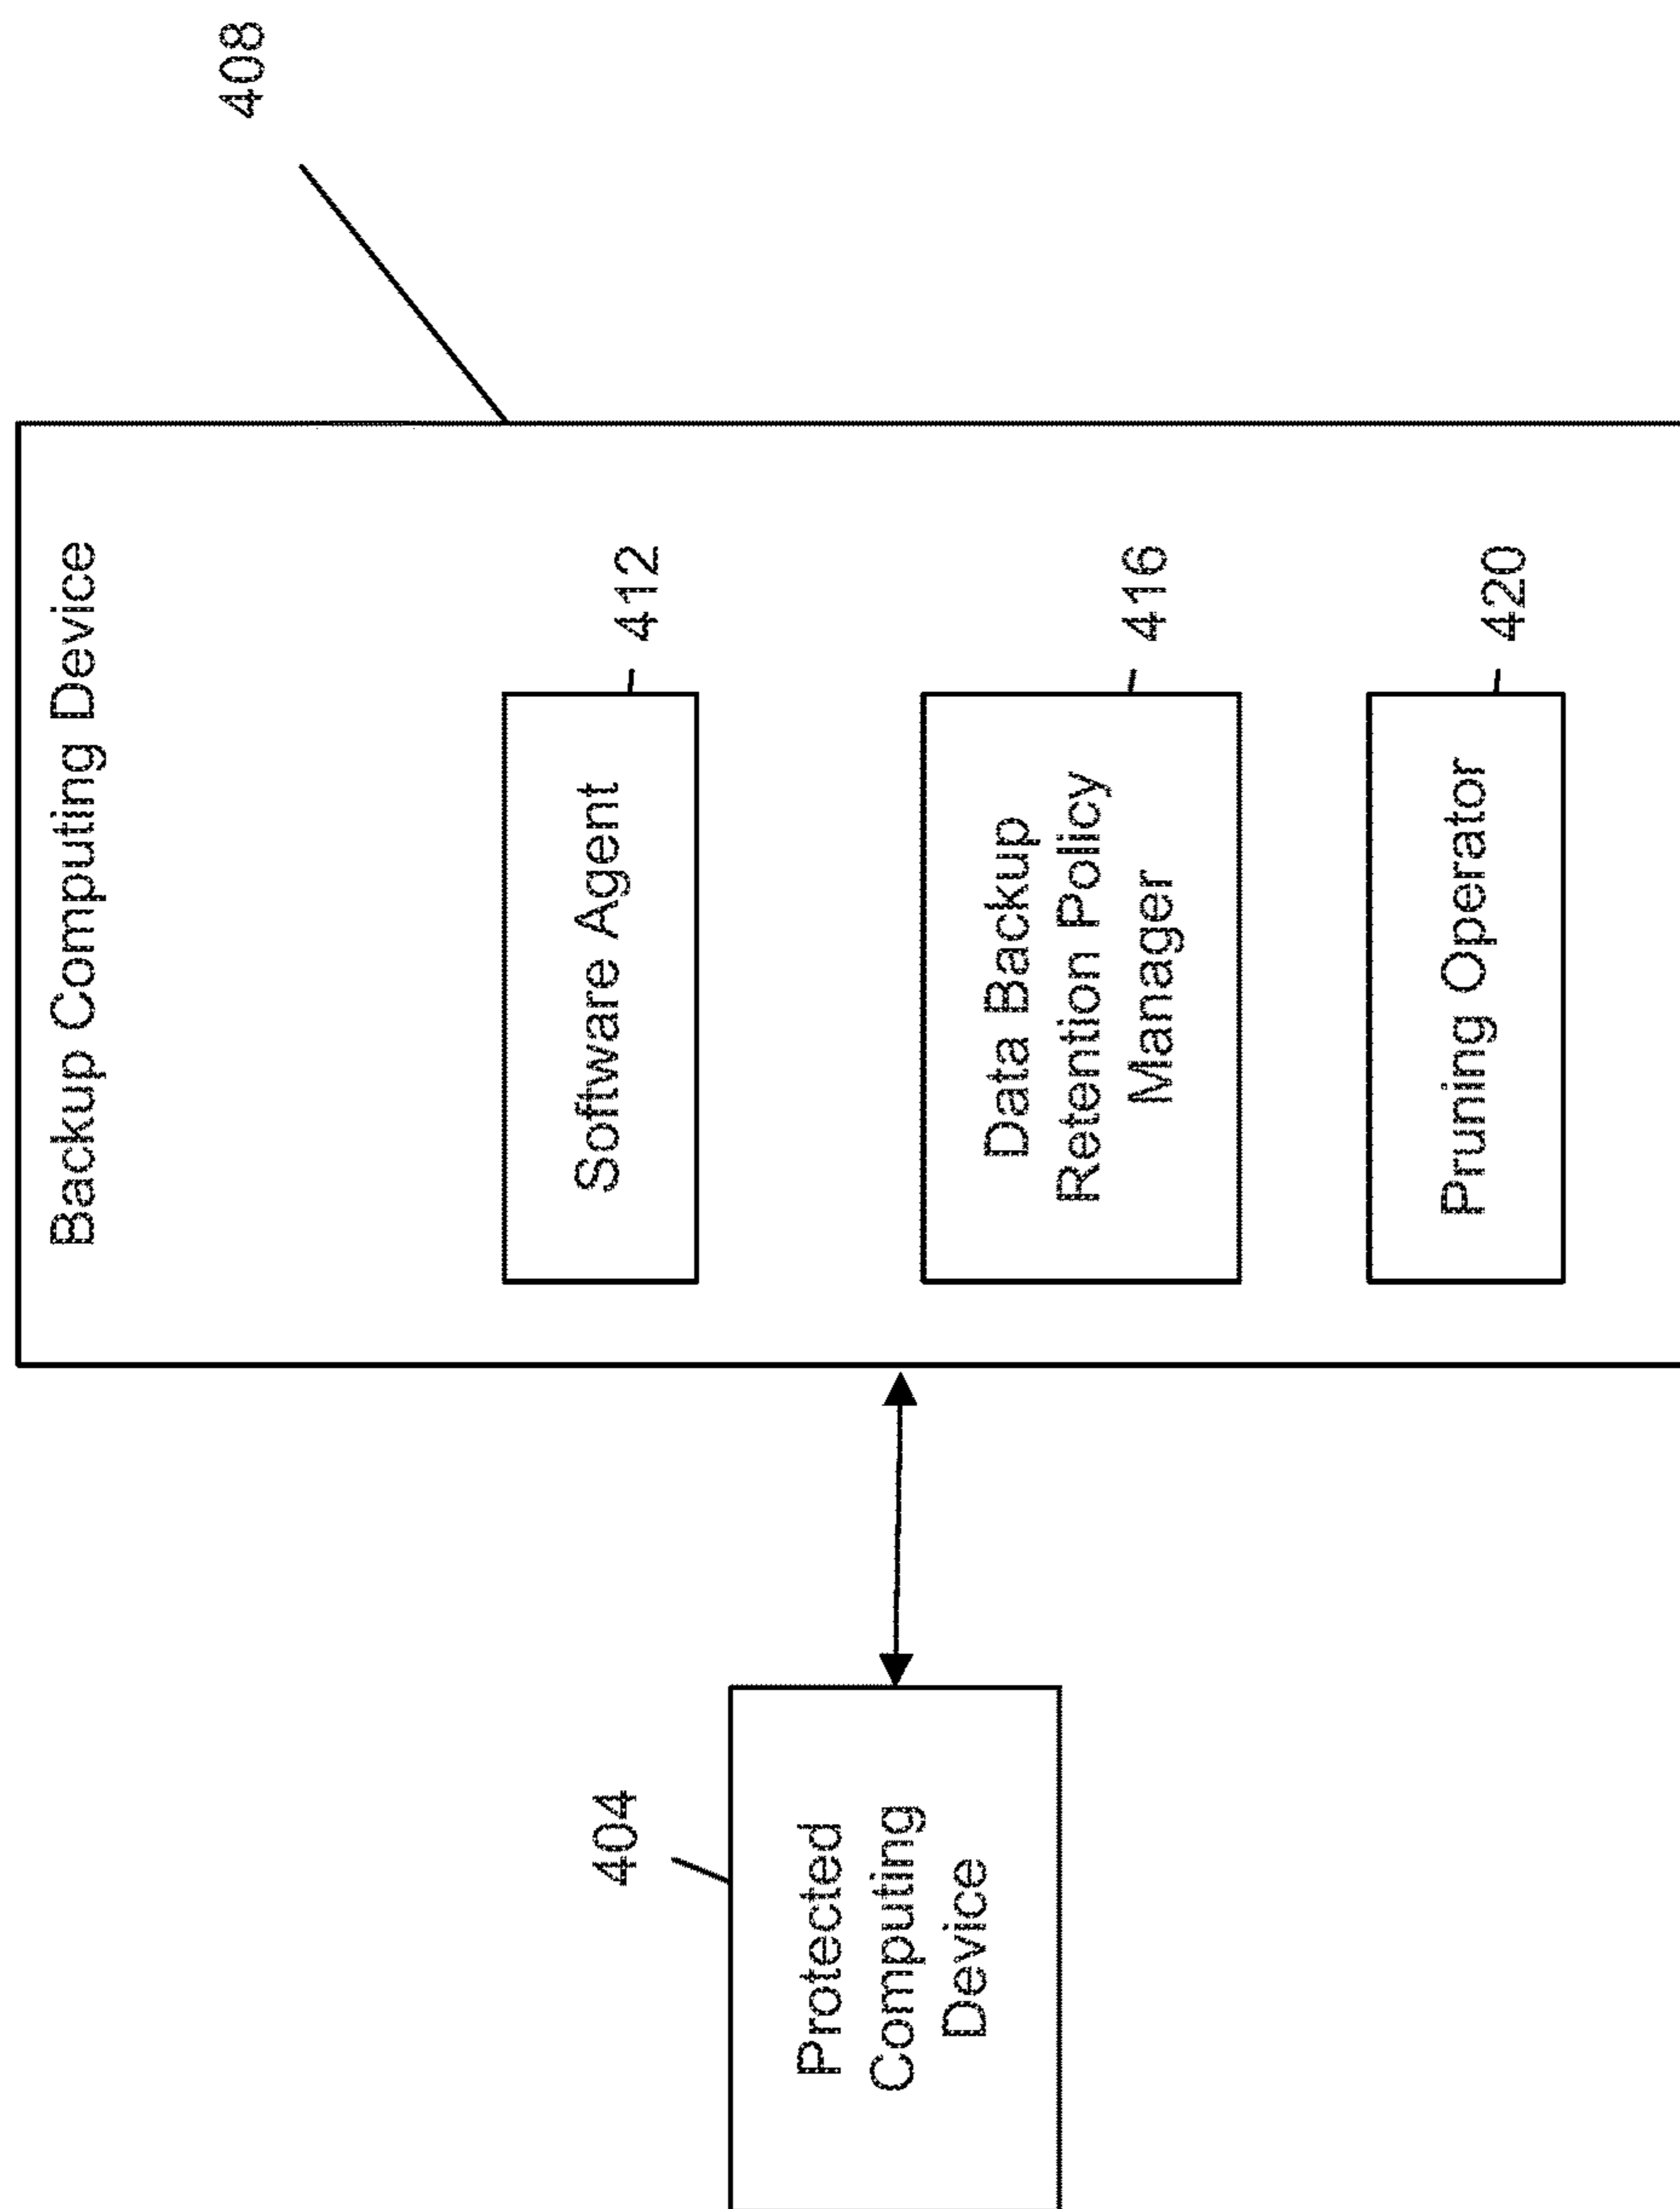 404
Protected
Computing
Device
408
Backup Computing Device
412
Software Agent
416
Data Backup
Retention Policy
Manager
420
Pruning Operator